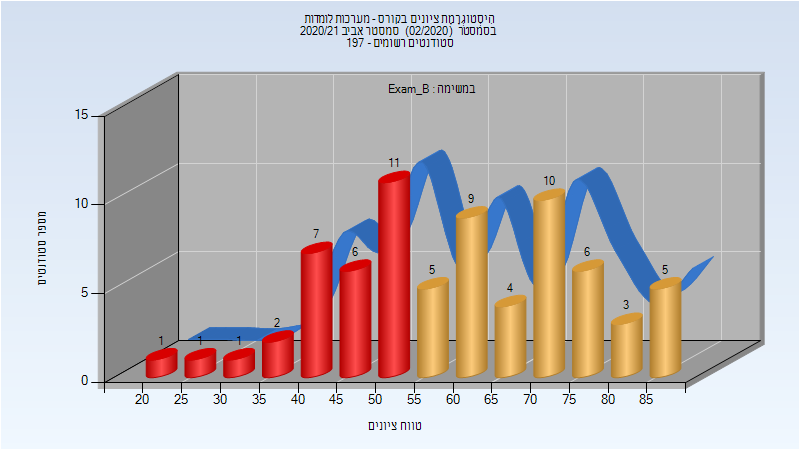 היסטוגרמת ציונים בקורס - מערכות לומדות
בסמסטר (02/2020) סמסטר אביב 2020/21
סטודנטים רשומים - 197
במשימה : Exam_B
מספר סטודנטים
15
10
5
0
1
1
1
2
7
6
11
5
9
4
10
6
3
5
20 25 30 35 40 45 50 55 60 65 70 75 80 85
טווח ציונים